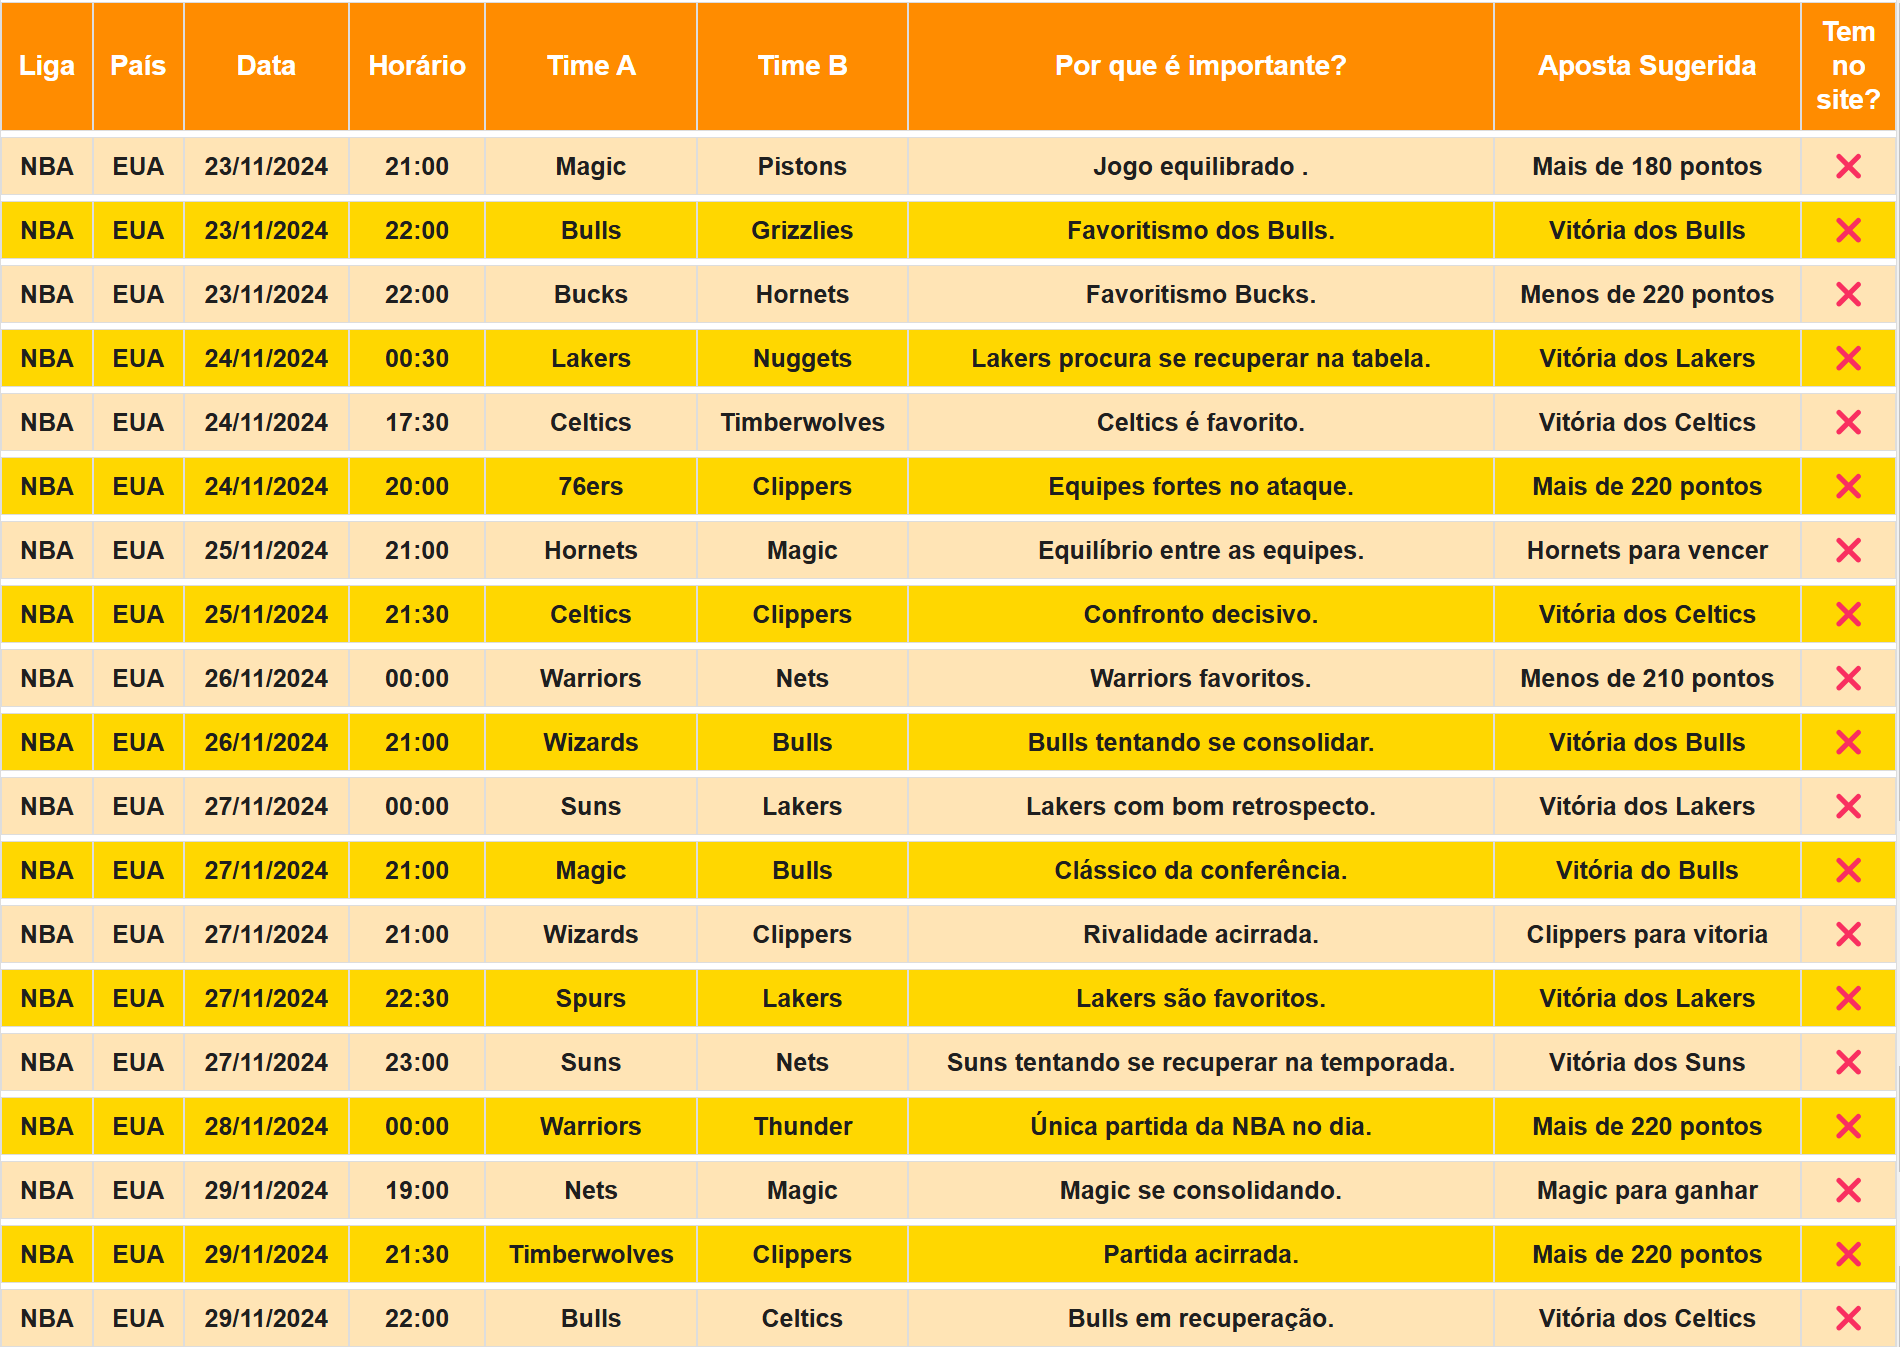 Liga País Data Horário Time A Time B Por que é importante? Aposta Sugerida Tem no site?
NBA EUA 23/11/2024 21:00 Magic Pistons Jogo equilibrado . Mais de 180 pontos ❌
NBA EUA 23/11/2024 22:00 Bulls Grizzlies Favoritismo dos Bulls. Vitória dos Bulls ❌
NBA EUA 23/11/2024 22:00 Bucks Hornets Favoritismo Bucks. Menos de 220 pontos ❌
NBA EUA 24/11/2024 00:30 Lakers Nuggets Lakers procura se recuperar na tabela. Vitória dos Lakers ❌
NBA EUA 24/11/2024 17:30 Celtics Timberwolves Celtics é favorito. Vitória dos Celtics ❌
NBA EUA 24/11/2024 20:00 76ers Clippers Equipes fortes no ataque. Mais de 220 pontos ❌
NBA EUA 25/11/2024 21:00 Hornets Magic Equilíbrio entre as equipes. Hornets para vencer ❌
NBA EUA 25/11/2024 21:30 Celtics Clippers Confronto decisivo. Vitória dos Celtics ❌
NBA EUA 26/11/2024 00:00 Warriors Nets Warriors favoritos. Menos de 210 pontos ❌
NBA EUA 26/11/2024 21:00 Wizards Bulls Bulls tentando se consolidar. Vitória dos Bulls ❌
NBA EUA 27/11/2024 00:00 Suns Lakers Lakers com bom retrospecto. Vitória dos Lakers ❌
NBA EUA 27/11/2024 21:00 Magic Bulls Clássico da conferência. Vitória do Bulls ❌
NBA EUA 27/11/2024 21:00 Wizards Clippers Rivalidade acirrada. Clippers para vitoria ❌
NBA EUA 27/11/2024 22:30 Spurs Lakers Lakers são favoritos. Vitória dos Lakers ❌
NBA EUA 27/11/2024 23:00 Suns Nets Suns tentando se recuperar na temporada. Vitória dos Suns ❌
NBA EUA 28/11/2024 00:00 Warriors Thunder Única partida da NBA no dia. Mais de 220 pontos ❌
NBA EUA 29/11/2024 19:00 Nets Magic Magic se consolidando. Magic para ganhar ❌
NBA EUA 29/11/2024 21:30 Timberwolves Clippers Partida acirrada. Mais de 220 pontos ❌
NBA EUA 29/11/2024 22:00 Bulls Celtics Bulls em recuperação. Vitória dos Celtics ❌